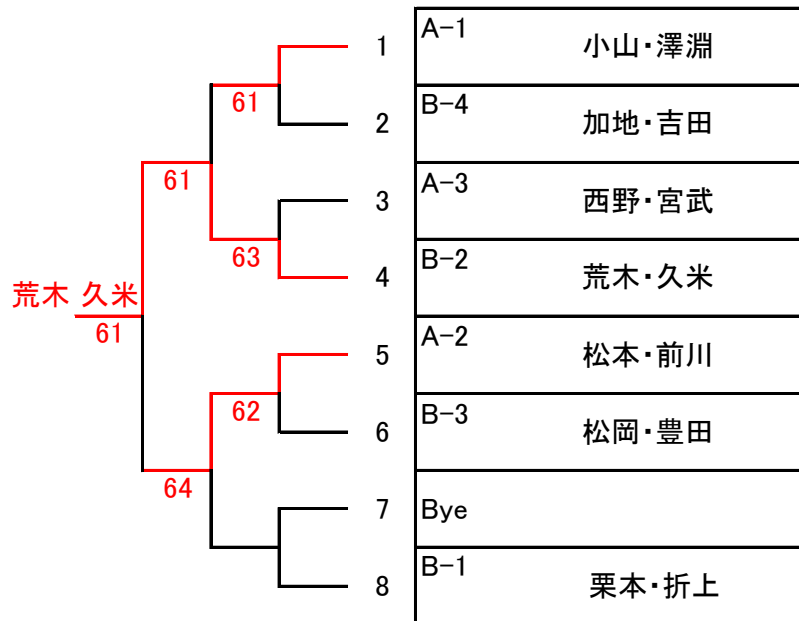 A-1
1 小山・澤淵
61
B-4
2 加地・吉田
61
A-3
3 西野・宮武
63
B-2
4 荒木・久米
荒木 久米
61
A-2
5 松本・前川
62
B-3
6 松岡・豊田
64
7 Bye
B-1
8 栗本・折上